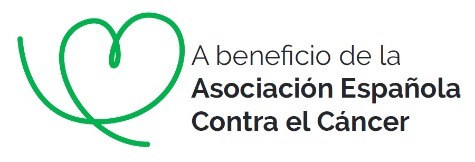 A beneficio de la
Asociación Española
Contra el Cáncer